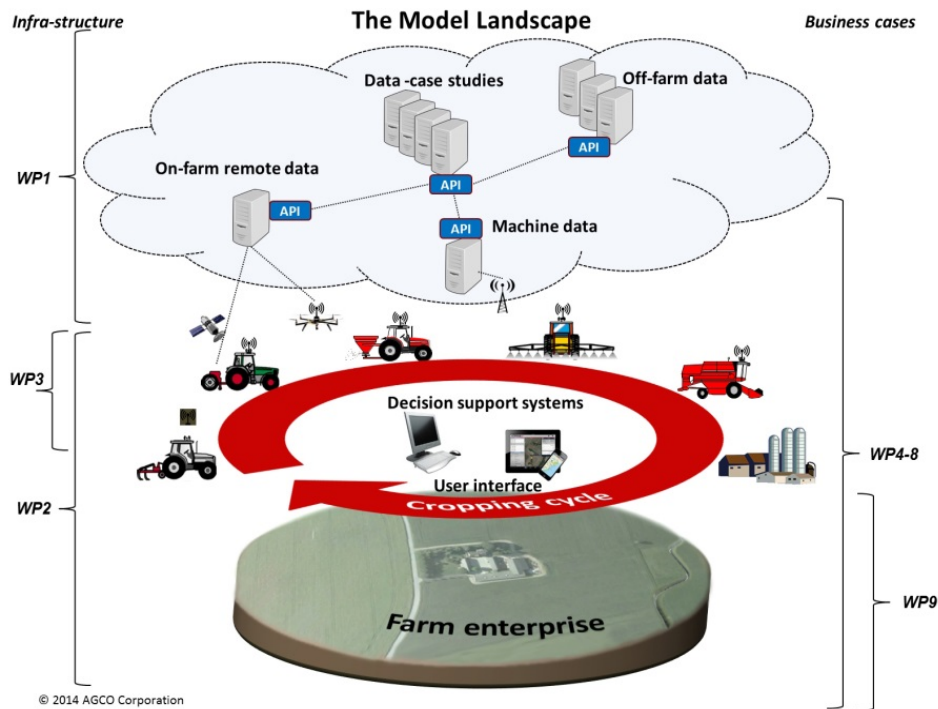 Infra-structure
The Model Landscape
Business cases
Data -case studies
Off-farm data
API
On-farm remote data
WP1
API
API
API
Machine data
WP3
Decision support systems
User interface
WP4-8
Cropping cycle
WP2
WP9
Farm enterprise
© 2014 AGCO Corporation